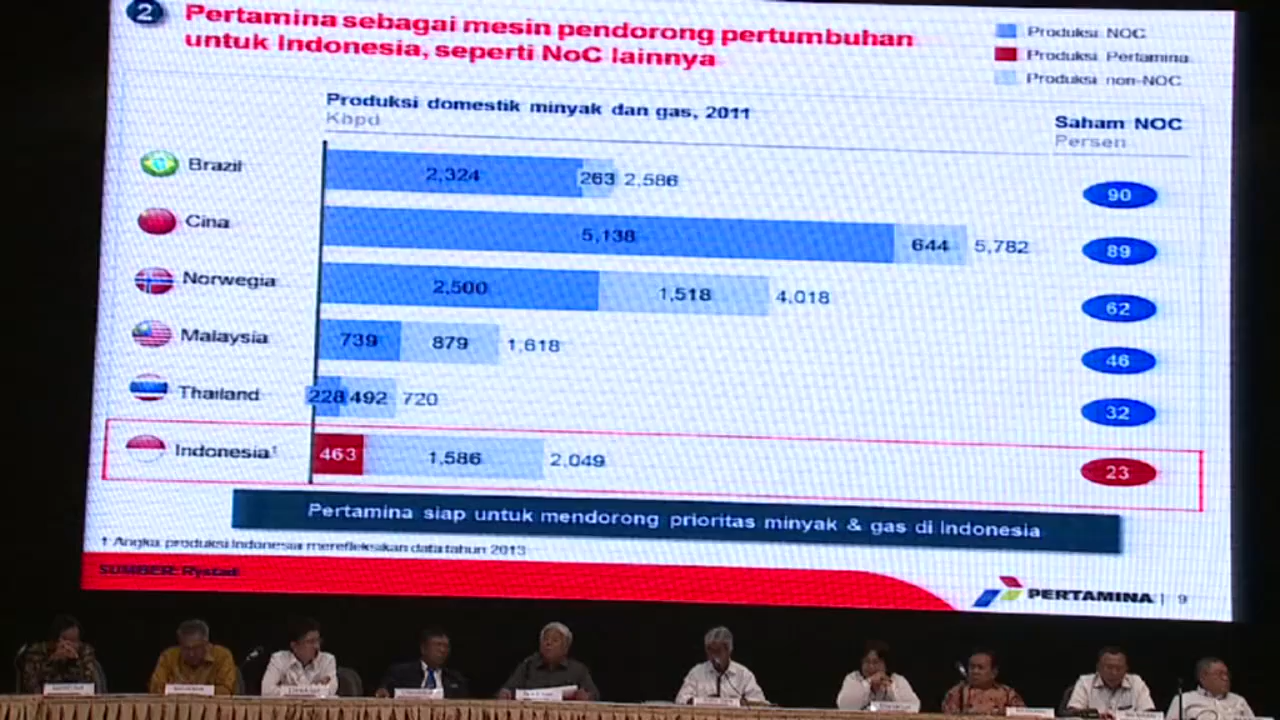 2
Pertamina sebagai mesin pendorong pertumbuhan
untuk Indonesia, seperti NoC lainnya
Produksi NOC
Produksi Pertamina
Produksi non-NOC
Produksi domestik minyak dan gas, 2011
Kbpd
Saham NOC
Persen
Brazil 2,324 263 2,586 90
Cina 5,138 644 5,782 89
Norwegia 2,500 1,518 4,018 62
Malaysia 739 879 1,618 46
Thailand 228 492 720 32
Indonesia¹ 463 1,586 2,049 23
Pertamina siap untuk mendorong prioritas minyak & gas di Indonesia
1 Angka produksi Indonesia merefleksikan data tahun 2013
SUMBER: Rystad
PERTAMINA | 9